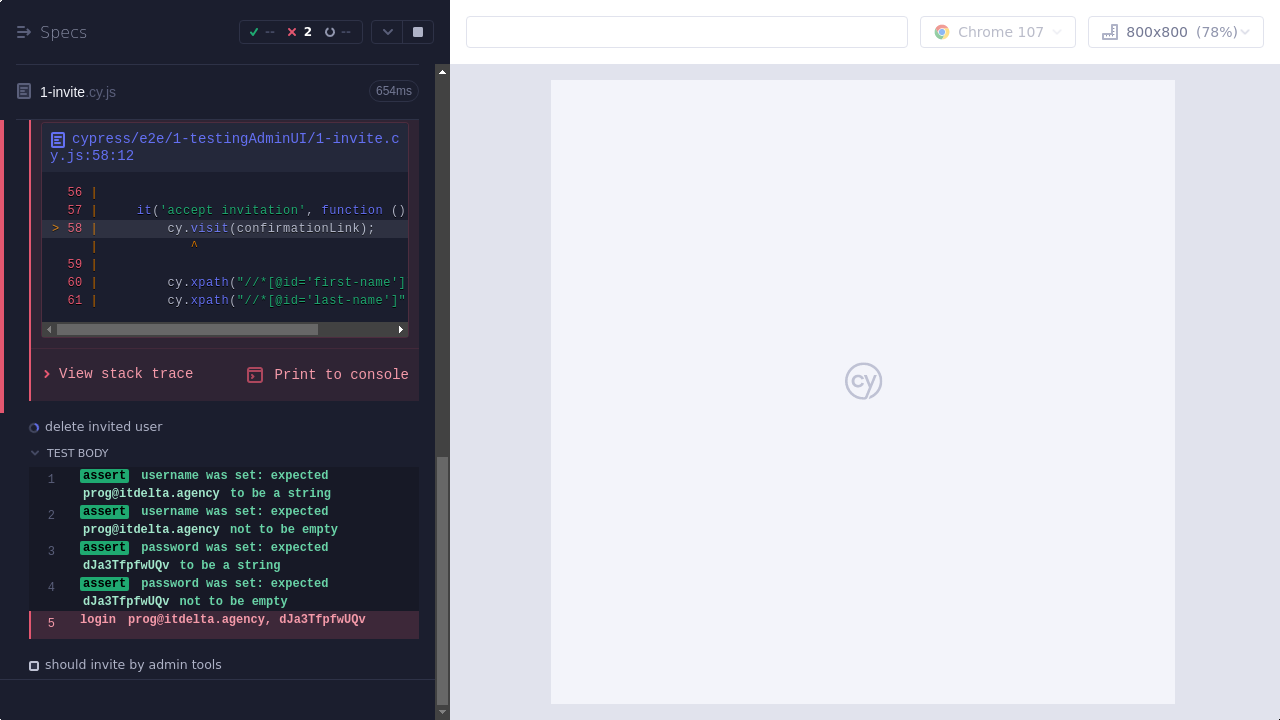 Specs
-- 2 --
Chrome 107
800x800 (78%)
1-invite.cy.js
654ms
cypress/e2e/1-testingAdminUI/1-invite.c
y.js:58:12
56 |
57 | it('accept invitation', function ()
> 58 | cy.visit(confirmationLink);
| ^
59 |
60 | cy.xpath("//*[@id='first-name']
61 | cy.xpath("//*[@id='last-name']"
View stack trace
Print to console
cy
delete invited user
TEST BODY
1 assert username was set: expected
prog@itdelta.agency to be a string
2 assert username was set: expected
prog@itdelta.agency not to be empty
3 assert password was set: expected
dJa3TfpfwUQv to be a string
4 assert password was set: expected
dJa3TfpfwUQv not to be empty
5 login prog@itdelta.agency, dJa3TfpfwUQv
should invite by admin tools